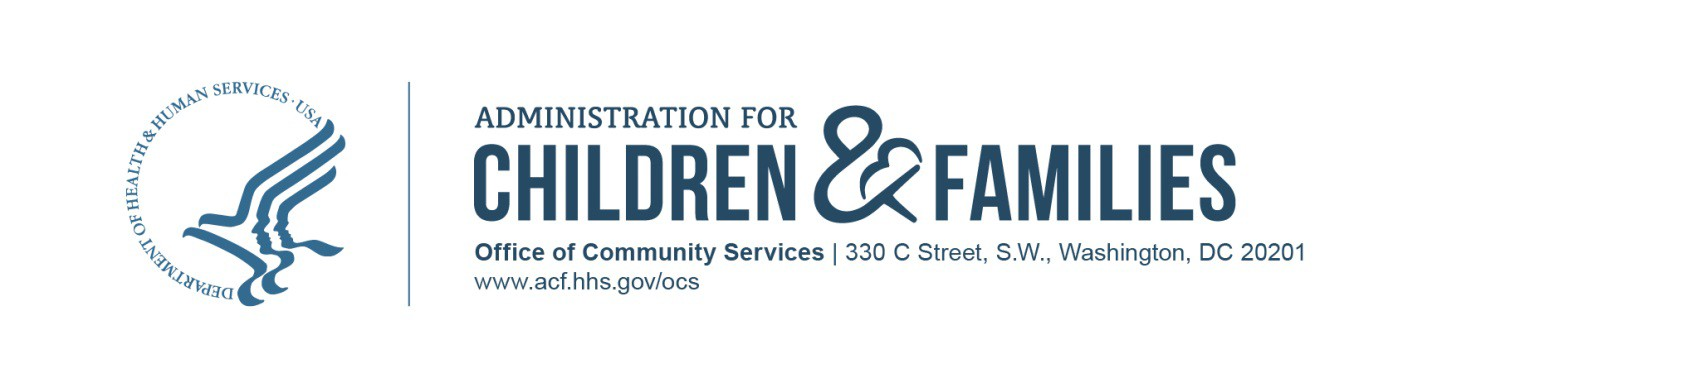 DEPARTMENT OF HEALTH & HUMAN SERVICES · USA
ADMINISTRATION FOR
CHILDREN & FAMILIES
Office of Community Services | 330 C Street, S.W., Washington, DC 20201
www.acf.hhs.gov/ocs